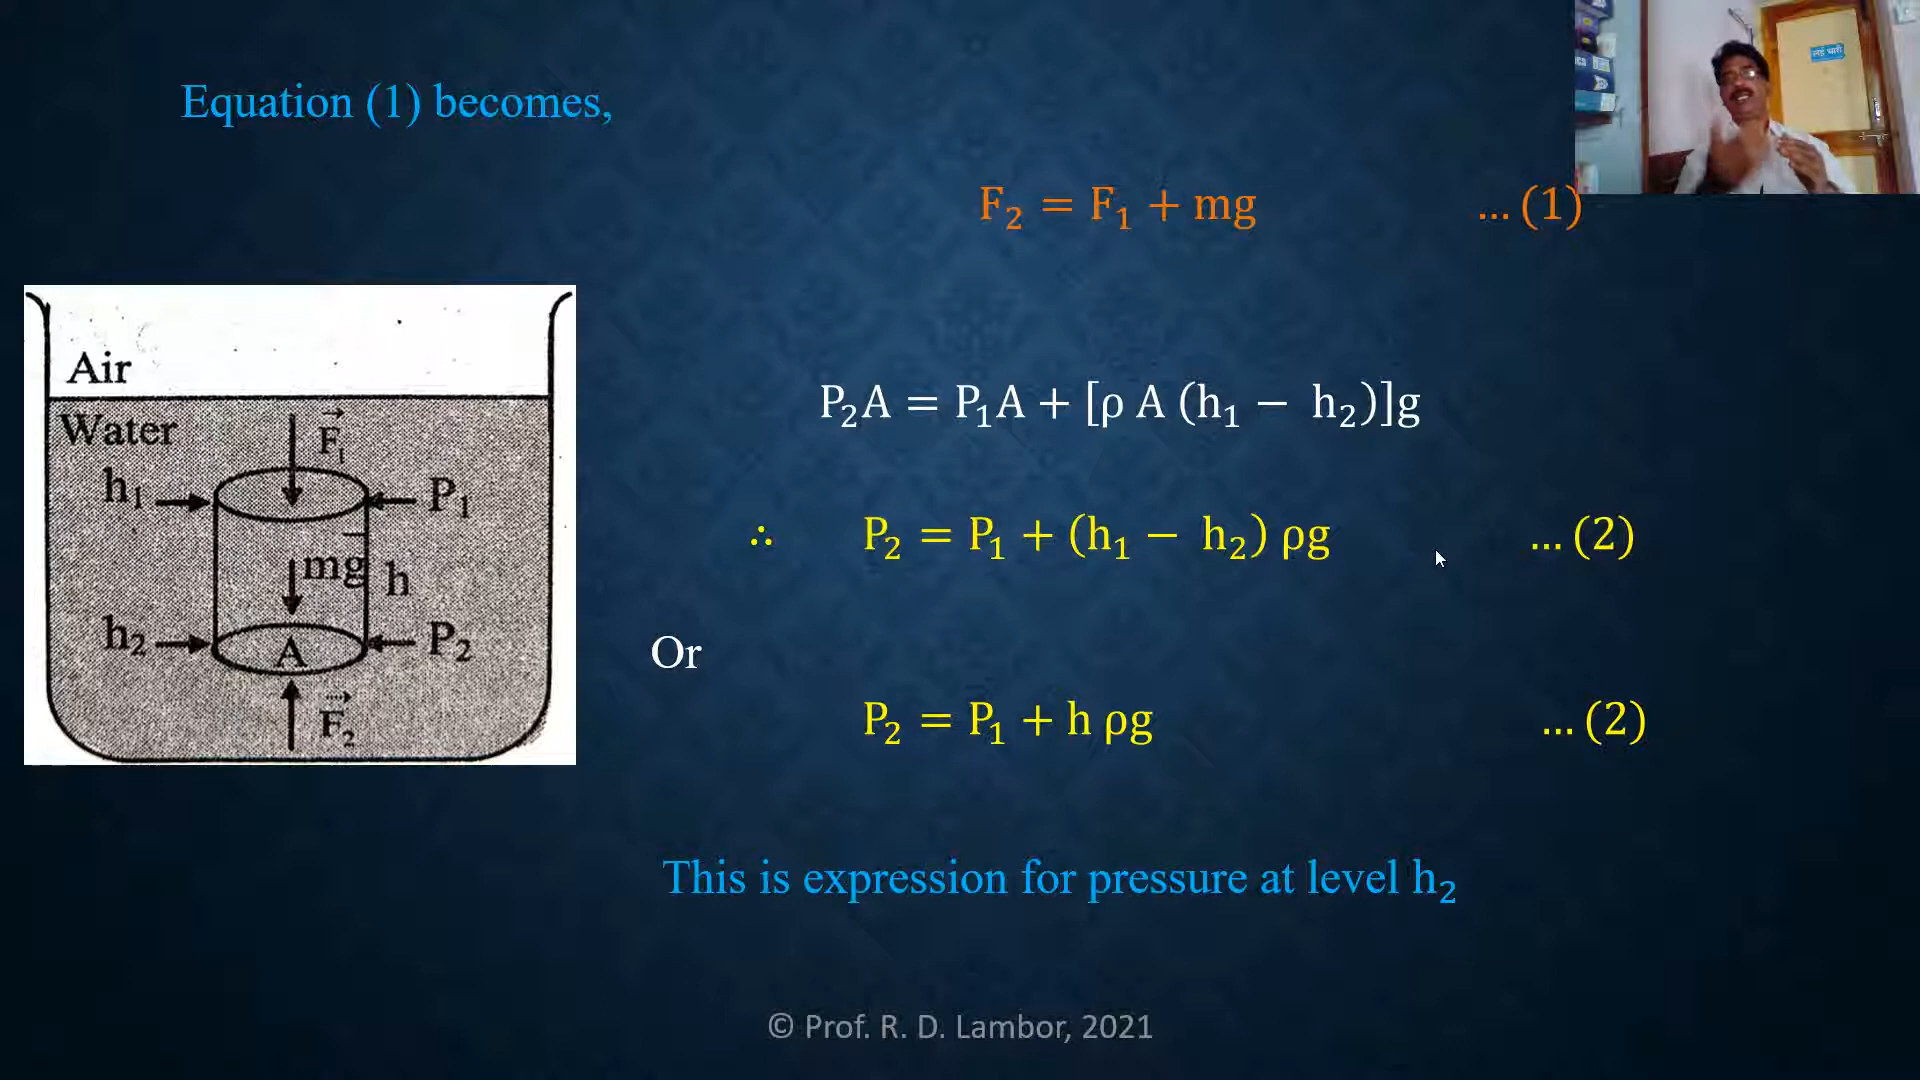 Equation (1) becomes,
F₂ = F₁ + mg ... (1)
Air
Water
F₁
h₁
P₁
mg
h
h₂
A
P₂
F₂
P₂A = P₁A + [ρ A (h₁ − h₂)]g
∴ P₂ = P₁ + (h₁ − h₂) ρg ... (2)
Or
P₂ = P₁ + h ρg ... (2)
This is expression for pressure at level h₂
© Prof. R. D. Lambor, 2021